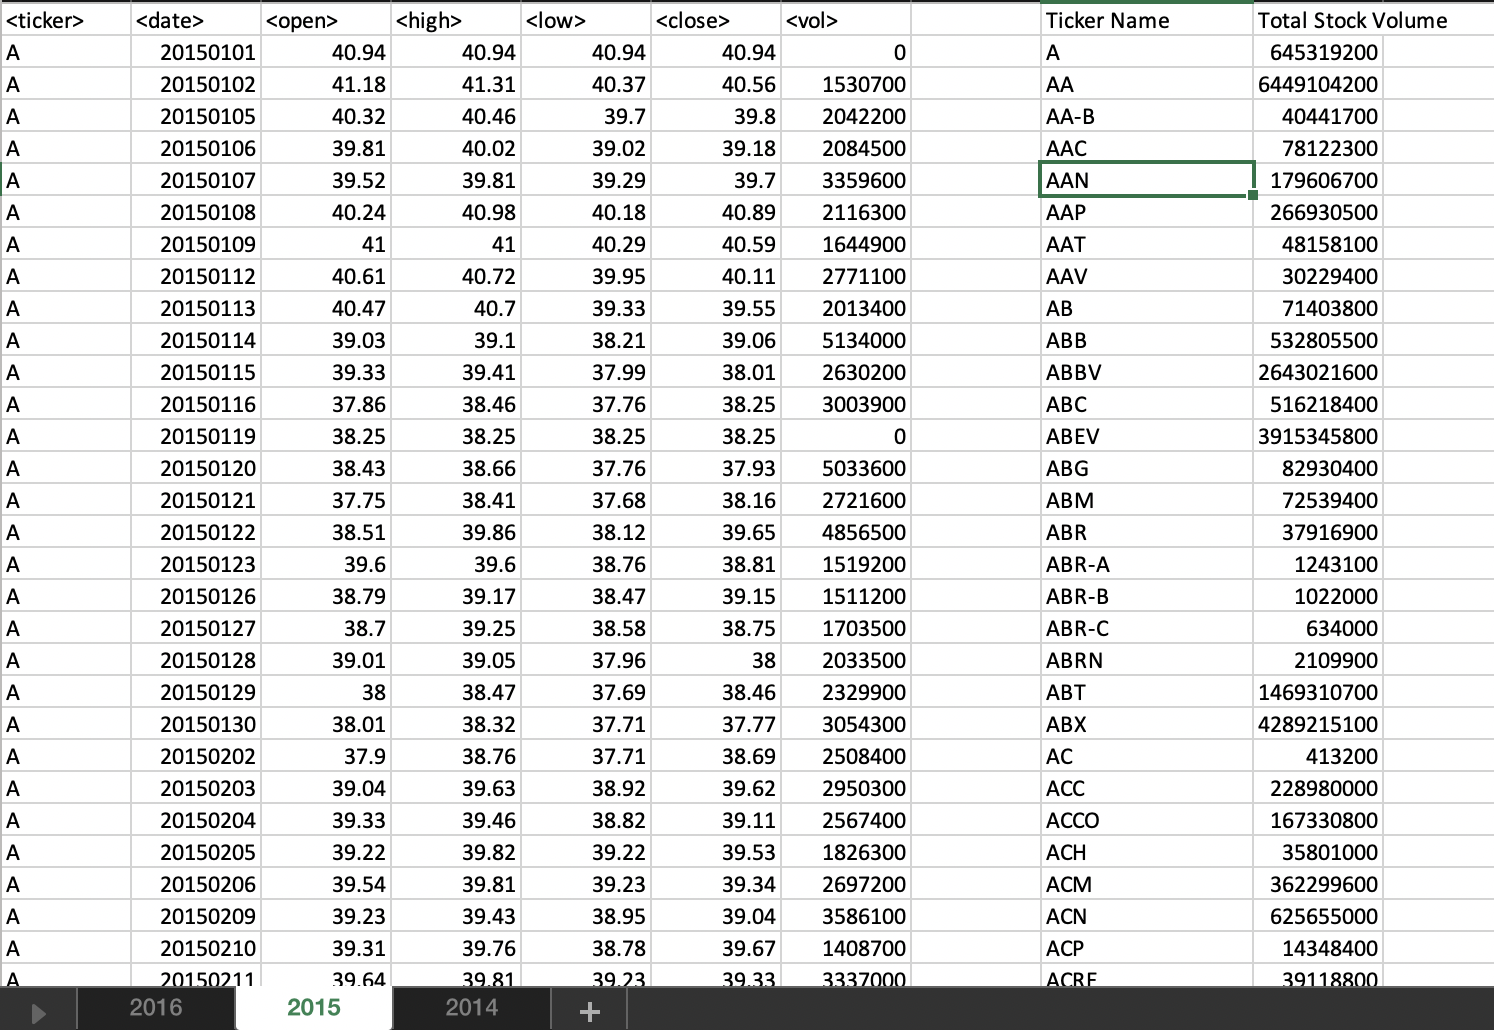 <ticker> <date> <open> <high> <low> <close> <vol> Ticker Name Total Stock Volume
A 20150101 40.94 40.94 40.94 40.94 0 A 645319200
A 20150102 41.18 41.31 40.37 40.56 1530700 AA 6449104200
A 20150105 40.32 40.46 39.7 39.8 2042200 AA-B 40441700
A 20150106 39.81 40.02 39.02 39.18 2084500 AAC 78122300
A 20150107 39.52 39.81 39.29 39.7 3359600 AAN 179606700
A 20150108 40.24 40.98 40.18 40.89 2116300 AAP 266930500
A 20150109 41 41 40.29 40.59 1644900 AAT 48158100
A 20150112 40.61 40.72 39.95 40.11 2771100 AAV 30229400
A 20150113 40.47 40.7 39.33 39.55 2013400 AB 71403800
A 20150114 39.03 39.1 38.21 39.06 5134000 ABB 532805500
A 20150115 39.33 39.41 37.99 38.01 2630200 ABBV 2643021600
A 20150116 37.86 38.46 37.76 38.25 3003900 ABC 516218400
A 20150119 38.25 38.25 38.25 38.25 0 ABEV 3915345800
A 20150120 38.43 38.66 37.76 37.93 5033600 ABG 82930400
A 20150121 37.75 38.41 37.68 38.16 2721600 ABM 72539400
A 20150122 38.51 39.86 38.12 39.65 4856500 ABR 37916900
A 20150123 39.6 39.6 38.76 38.81 1519200 ABR-A 1243100
A 20150126 38.79 39.17 38.47 39.15 1511200 ABR-B 1022000
A 20150127 38.7 39.25 38.58 38.75 1703500 ABR-C 634000
A 20150128 39.01 39.05 37.96 38 2033500 ABRN 2109900
A 20150129 38 38.47 37.69 38.46 2329900 ABT 1469310700
A 20150130 38.01 38.32 37.71 37.77 3054300 ABX 4289215100
A 20150202 37.9 38.76 37.71 38.69 2508400 AC 413200
A 20150203 39.04 39.63 38.92 39.62 2950300 ACC 228980000
A 20150204 39.33 39.46 38.82 39.11 2567400 ACCO 167330800
A 20150205 39.22 39.82 39.22 39.53 1826300 ACH 35801000
A 20150206 39.54 39.81 39.23 39.34 2697200 ACM 362299600
A 20150209 39.23 39.43 38.95 39.04 3586100 ACN 625655000
A 20150210 39.31 39.76 38.78 39.67 1408700 ACP 14348400
A 20150211 39.64 39.81 39.23 39.33 3337000 ACRE 39118800
2016 2015 2014 +